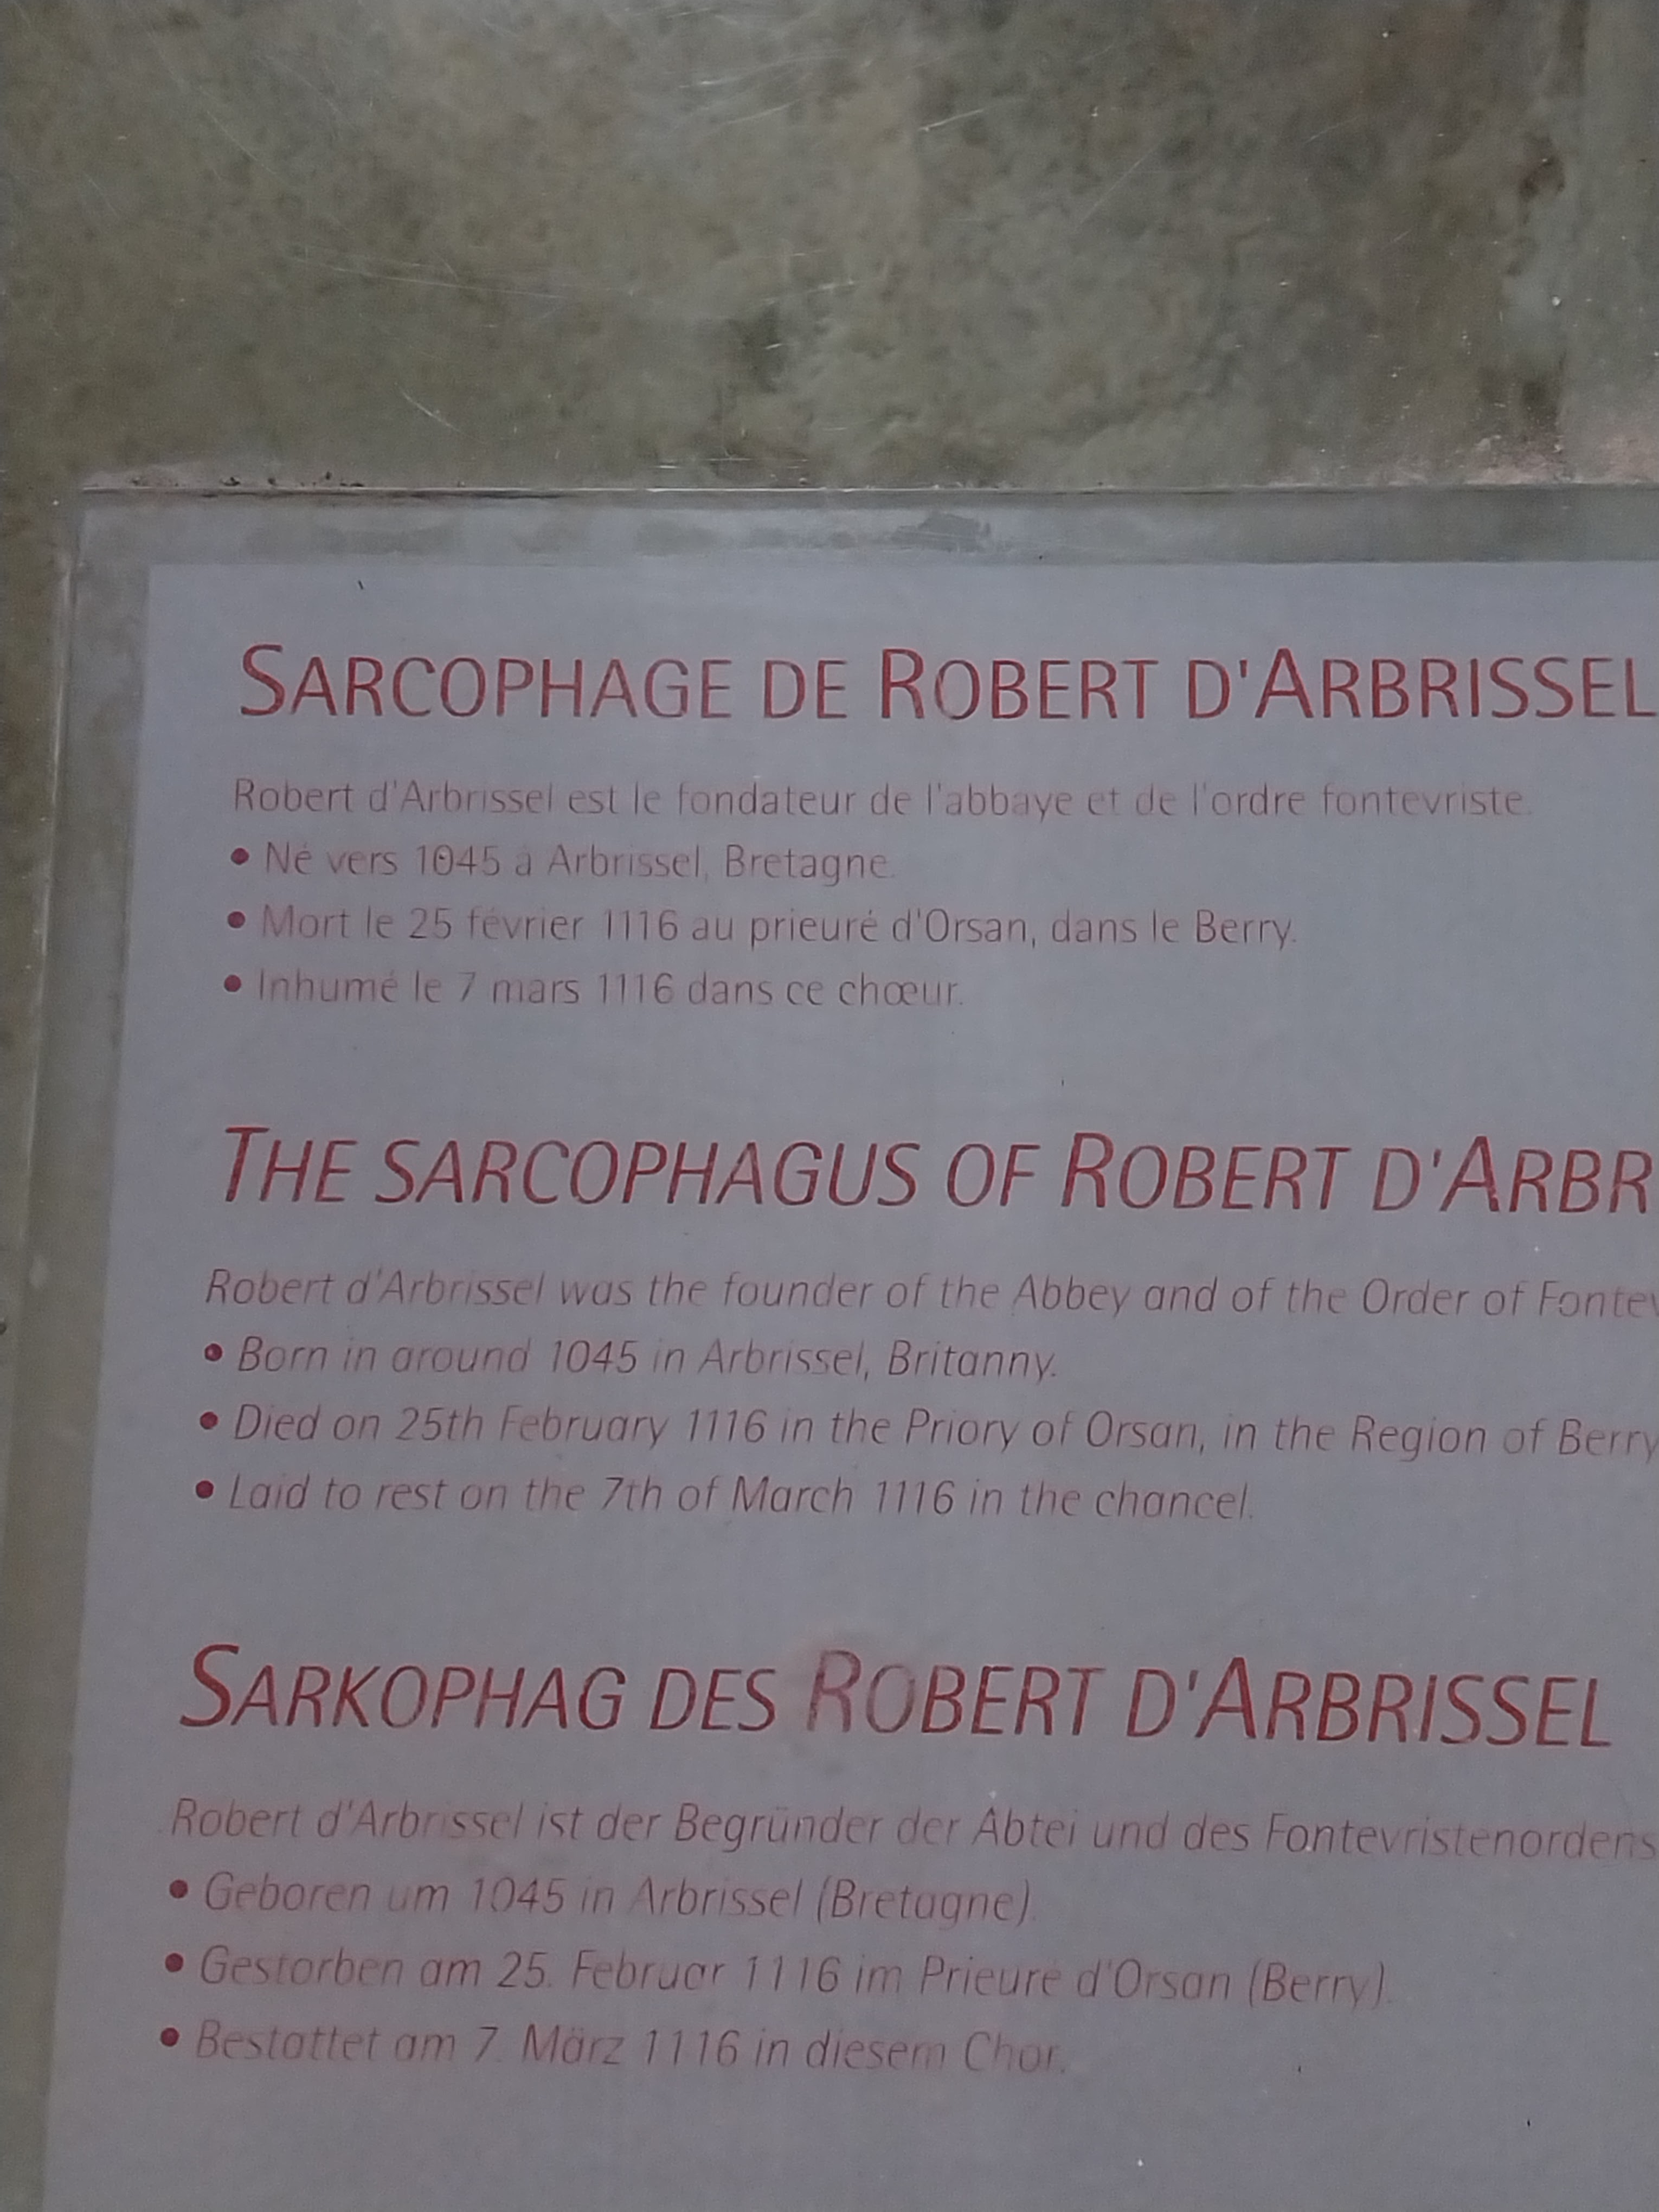 SARCOPHAGE DE ROBERT D'ARBRISSEL
Robert d'Arbrissel est le fondateur de l'abbaye et de l'ordre fontevriste.
• Né vers 1045 à Arbrissel, Bretagne.
• Mort le 25 février 1116 au prieuré d'Orsan, dans le Berry.
• Inhumé le 7 mars 1116 dans ce chœur.
THE SARCOPHAGUS OF ROBERT D'ARBR
Robert d'Arbrissel was the founder of the Abbey and of the Order of Fontev
• Born in around 1045 in Arbrissel, Britanny.
• Died on 25th February 1116 in the Priory of Orsan, in the Region of Berry
• Laid to rest on the 7th of March 1116 in the chancel.
SARKOPHAG DES ROBERT D'ARBRISSEL
Robert d'Arbrissel ist der Begründer der Abtei und des Fontevristenordens
• Geboren um 1045 in Arbrissel (Bretagne).
• Gestorben am 25. Februar 1116 im Prieuré d'Orsan (Berry).
• Bestattet am 7. März 1116 in diesem Chor.